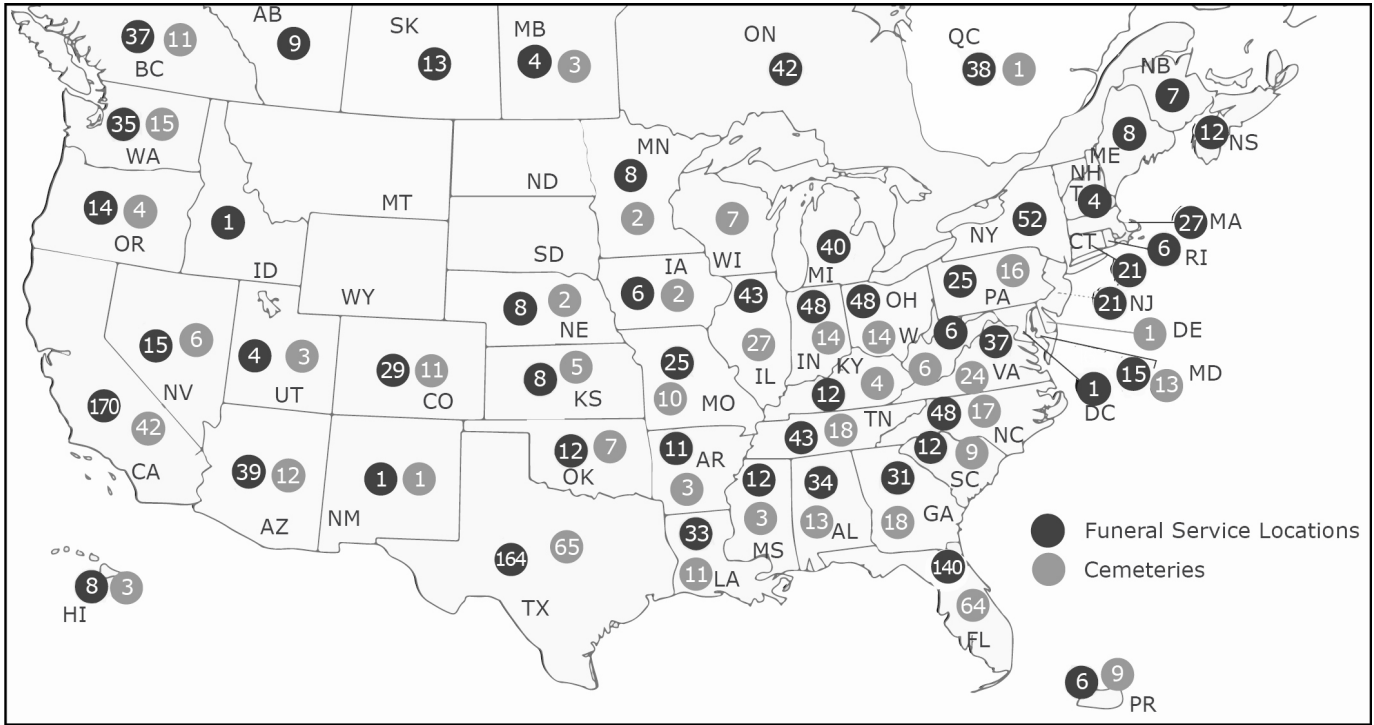 AB
37 11
BC
9
SK
13
MB
4 3
ON
42
QC
38 1
NB
7
8
ME
12 NS
35 15
WA
14 4
OR
1
ID
MT
ND
MN
8
2
7
WI
SD
WY
NH
4
52
NY
27 MA
CT
6 RI
21
21 NJ
40
MI
IA
6 2
8 2
NE
43
27
IL
48
14
IN
48 OH
14
W
6
6
25 16
PA
1 DE
15 13 MD
1
DC
37
24 VA
KY
12 4
15 6
NV
4 3
UT
29 11
CO
8 5
KS
25
10 MO
170
42
CA
39 12
AZ
1 1
NM
12 7
OK
11 AR
3
43 18 TN
48 17
NC
12 9
SC
12
3
MS
34
13 AL
31
18 GA
33
11 LA
164 65
TX
140
64
FL
8 3
HI
6 9
PR
Funeral Service Locations
Cemeteries